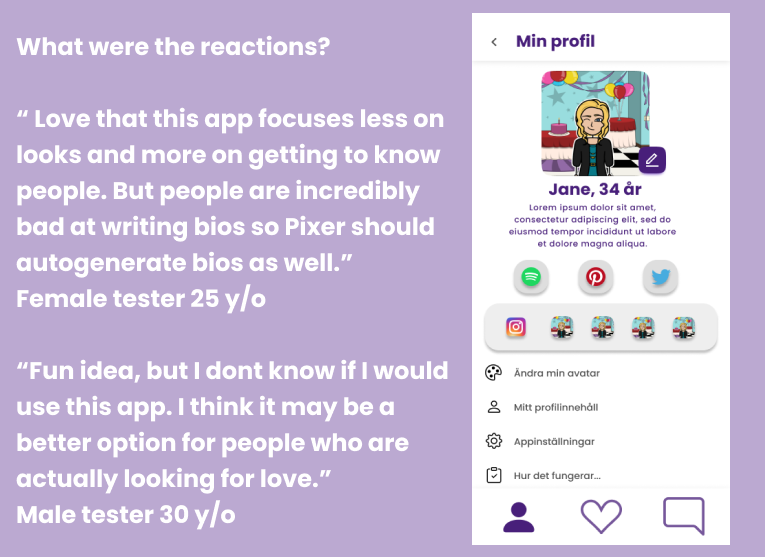 What were the reactions?
“ Love that this app focuses less on
looks and more on getting to know
people. But people are incredibly
bad at writing bios so Pixer should
autogenerate bios as well.”
Female tester 25 y/o
“Fun idea, but I dont know if I would
use this app. I think it may be a
better option for people who are
actually looking for love.”
Male tester 30 y/o
Min profil
Jane, 34 år
Lorem ipsum dolor sit amet,
consectetur adipiscing elit, sed do
eiusmod tempor incididunt ut labore
et dolore magna aliqua.
Ändra min avatar
Mitt profilinnehåll
Appinställningar
Hur det fungerar...